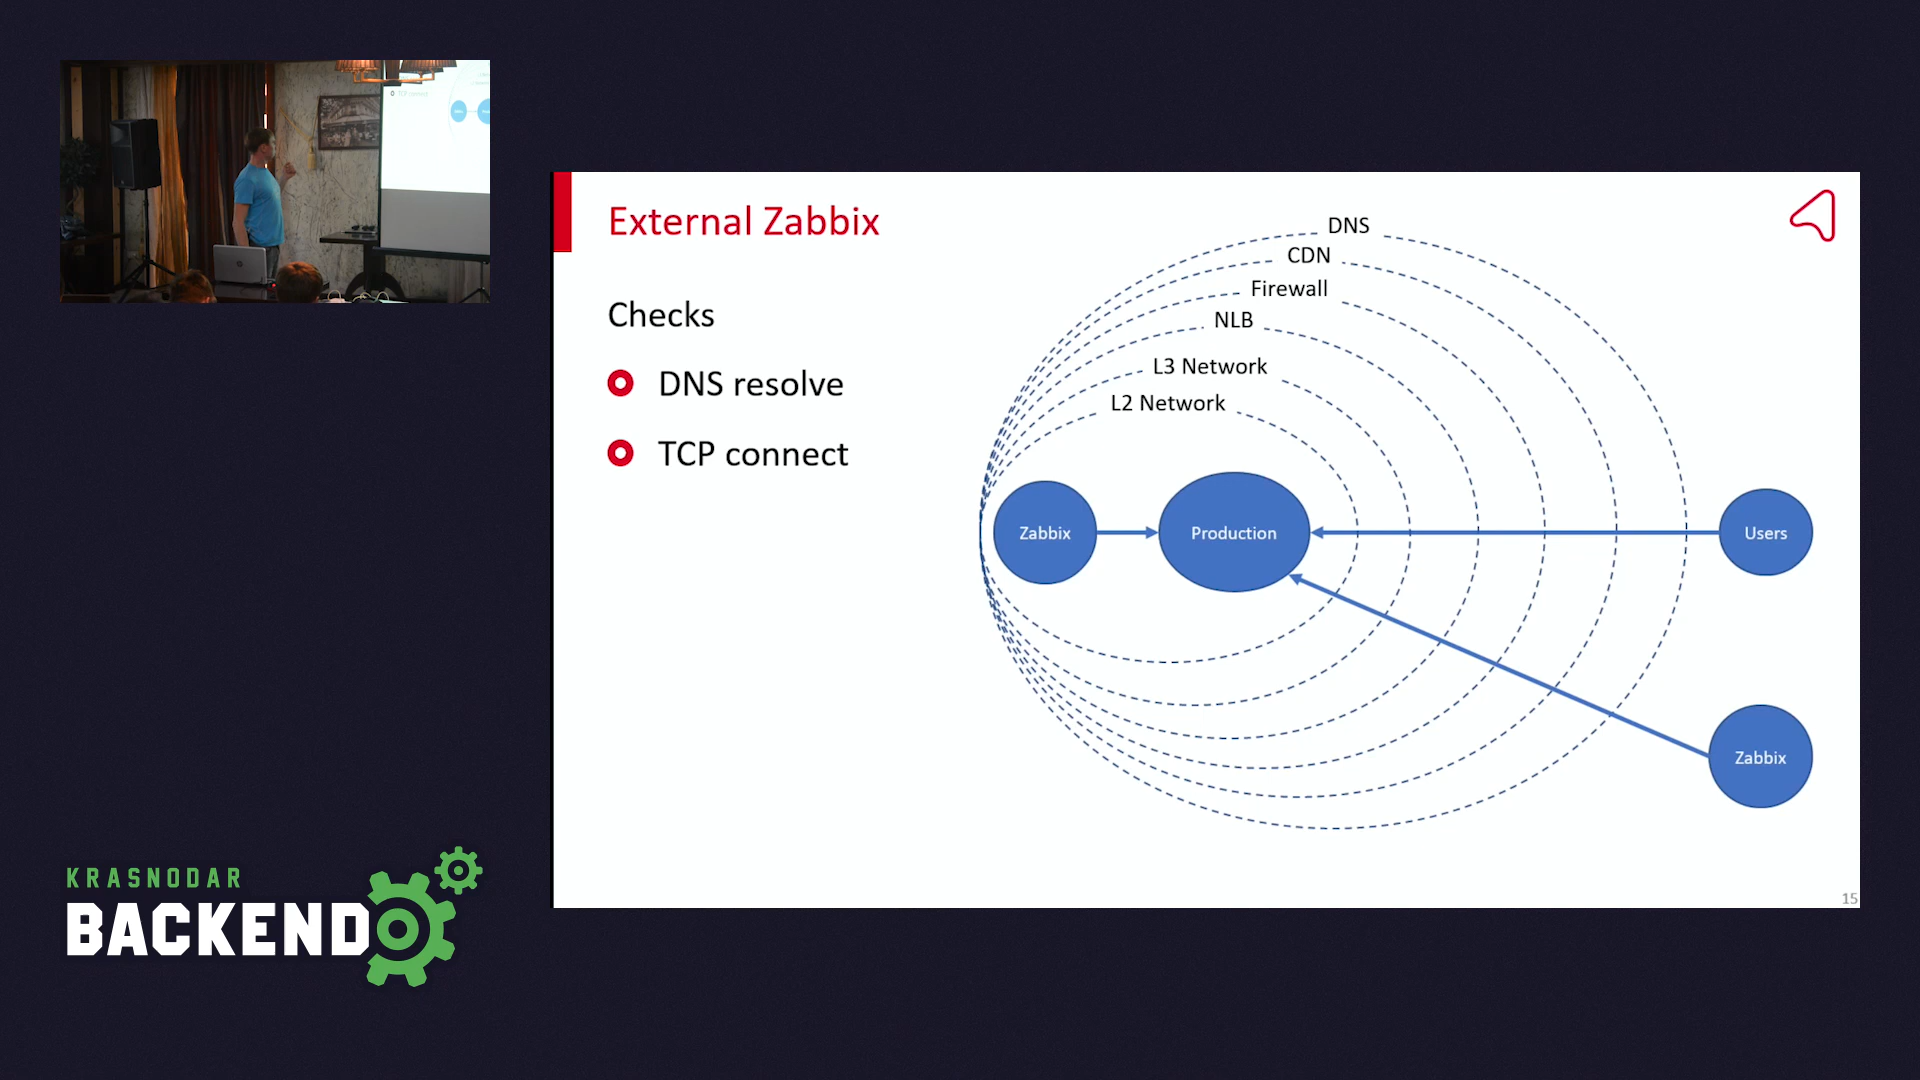 External Zabbix
Checks
DNS resolve
TCP connect
DNS
CDN
Firewall
NLB
L3 Network
L2 Network
Zabbix
Production
Users
Zabbix
15
KRASNODAR
BACKEND